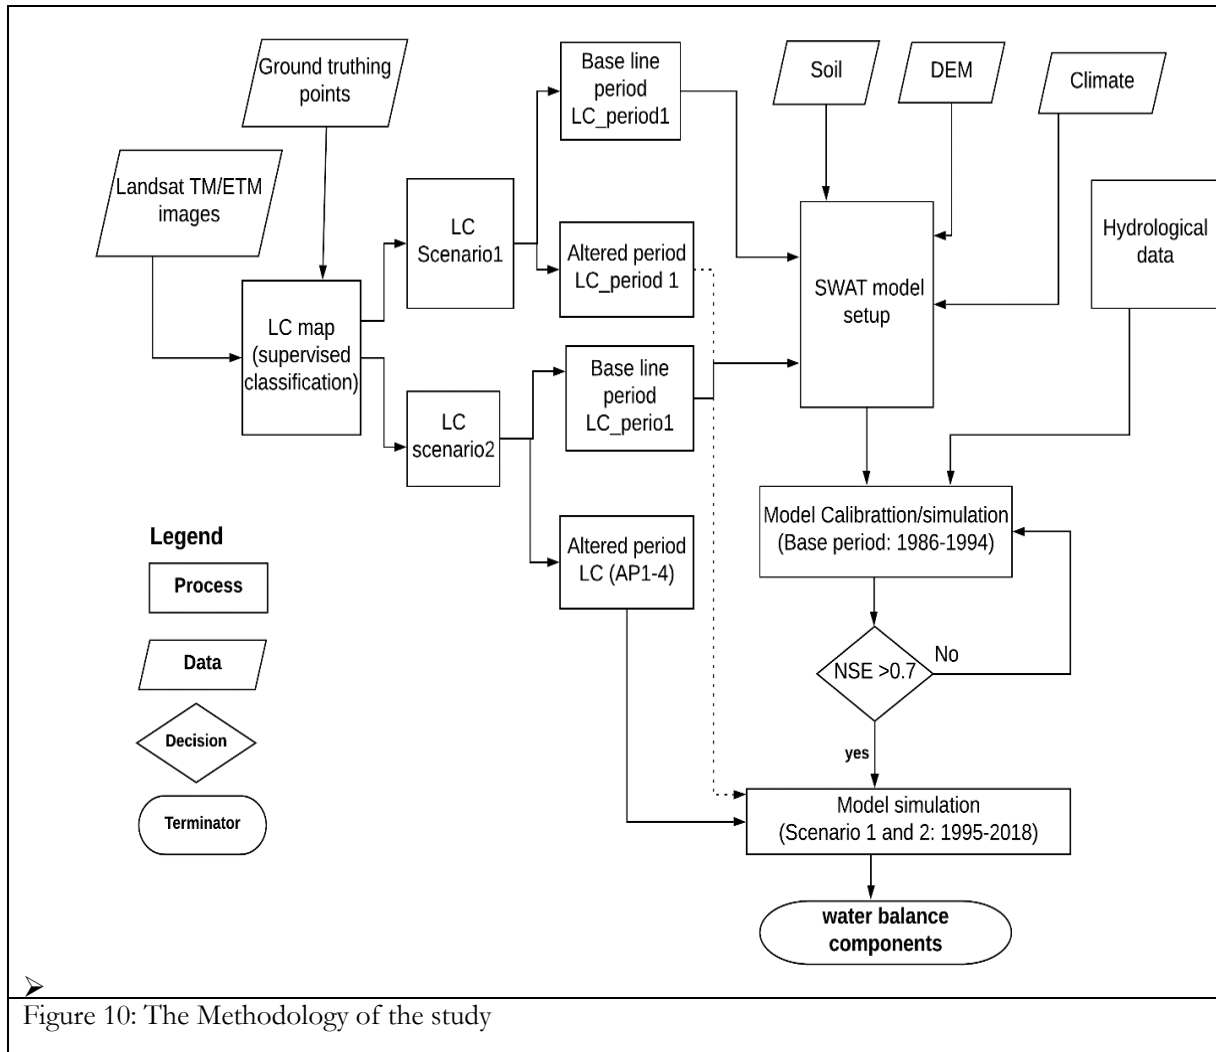 Ground truthing
points
Landsat TM/ETM
images
LC map
(supervised
classification)
LC
Scenario1
LC
scenario2
Base line
period
LC_period1
Altered period
LC_period 1
Base line
period
LC_perio1
Altered period
LC (AP1-4)
Soil
DEM
Climate
Hydrological
data
SWAT model
setup
Model Calibrattion/simulation
(Base period: 1986-1994)
NSE >0.7
No
yes
Model simulation
(Scenario 1 and 2: 1995-2018)
water balance
components
Legend
Process
Data
Decision
Terminator
Figure 10: The Methodology of the study